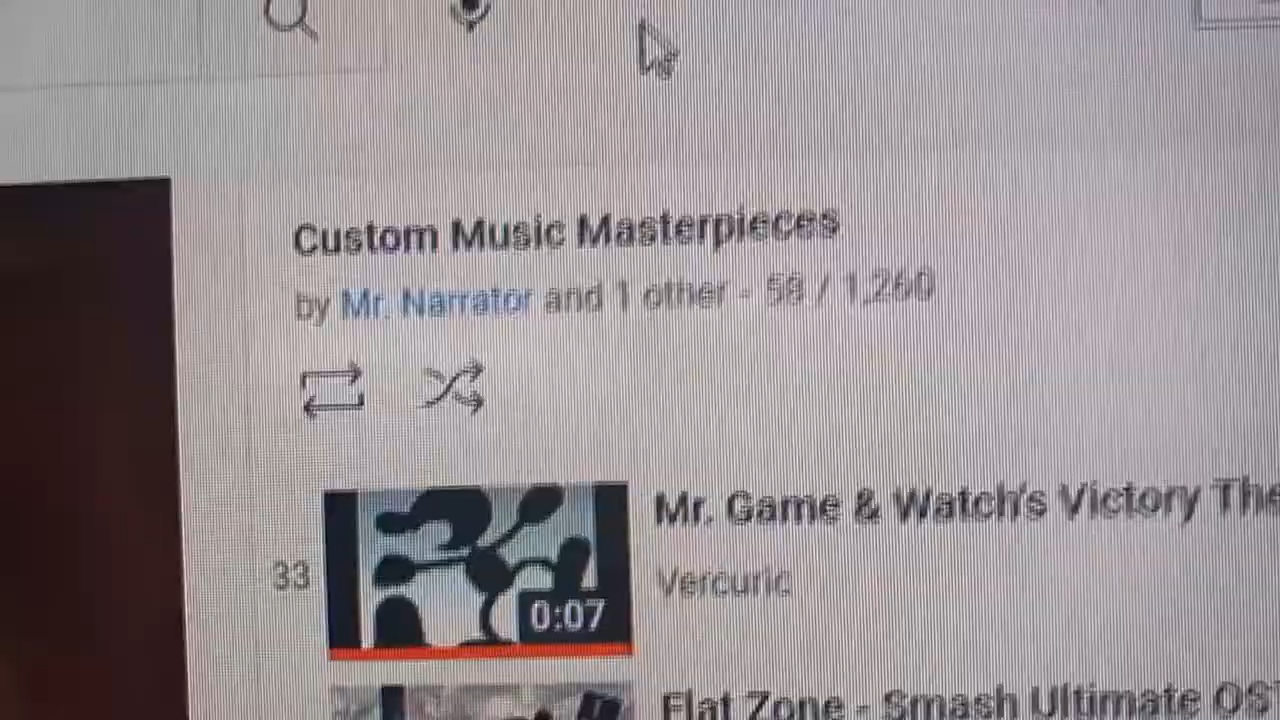 Custom Music Masterpieces
by Mr. Narrator and 1 other - 58 / 1,260
33
0:07
Mr. Game & Watch's Victory The
Vercuric
Flat Zone - Smash Ultimate OST